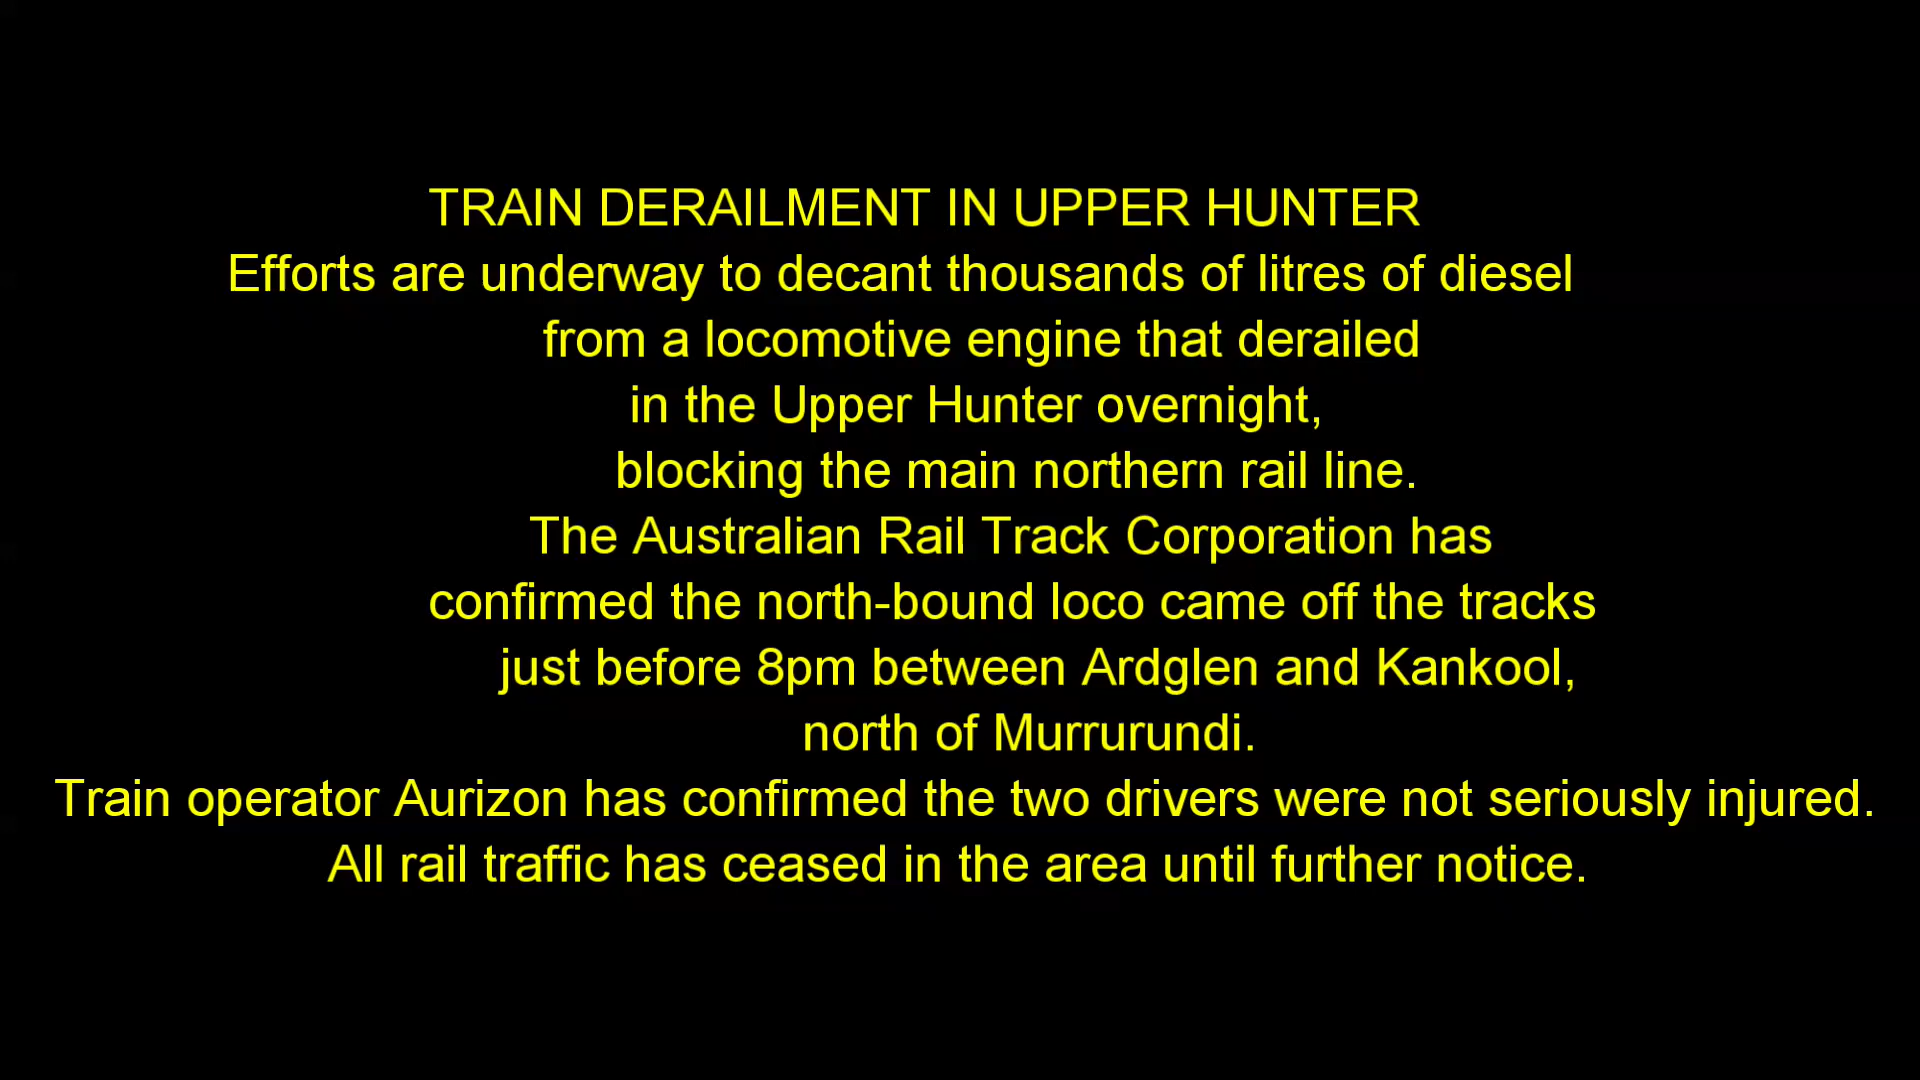 TRAIN DERAILMENT IN UPPER HUNTER
Efforts are underway to decant thousands of litres of diesel
from a locomotive engine that derailed
in the Upper Hunter overnight,
blocking the main northern rail line.
The Australian Rail Track Corporation has
confirmed the north-bound loco came off the tracks
just before 8pm between Ardglen and Kankool,
north of Murrurundi.
Train operator Aurizon has confirmed the two drivers were not seriously injured.
All rail traffic has ceased in the area until further notice.